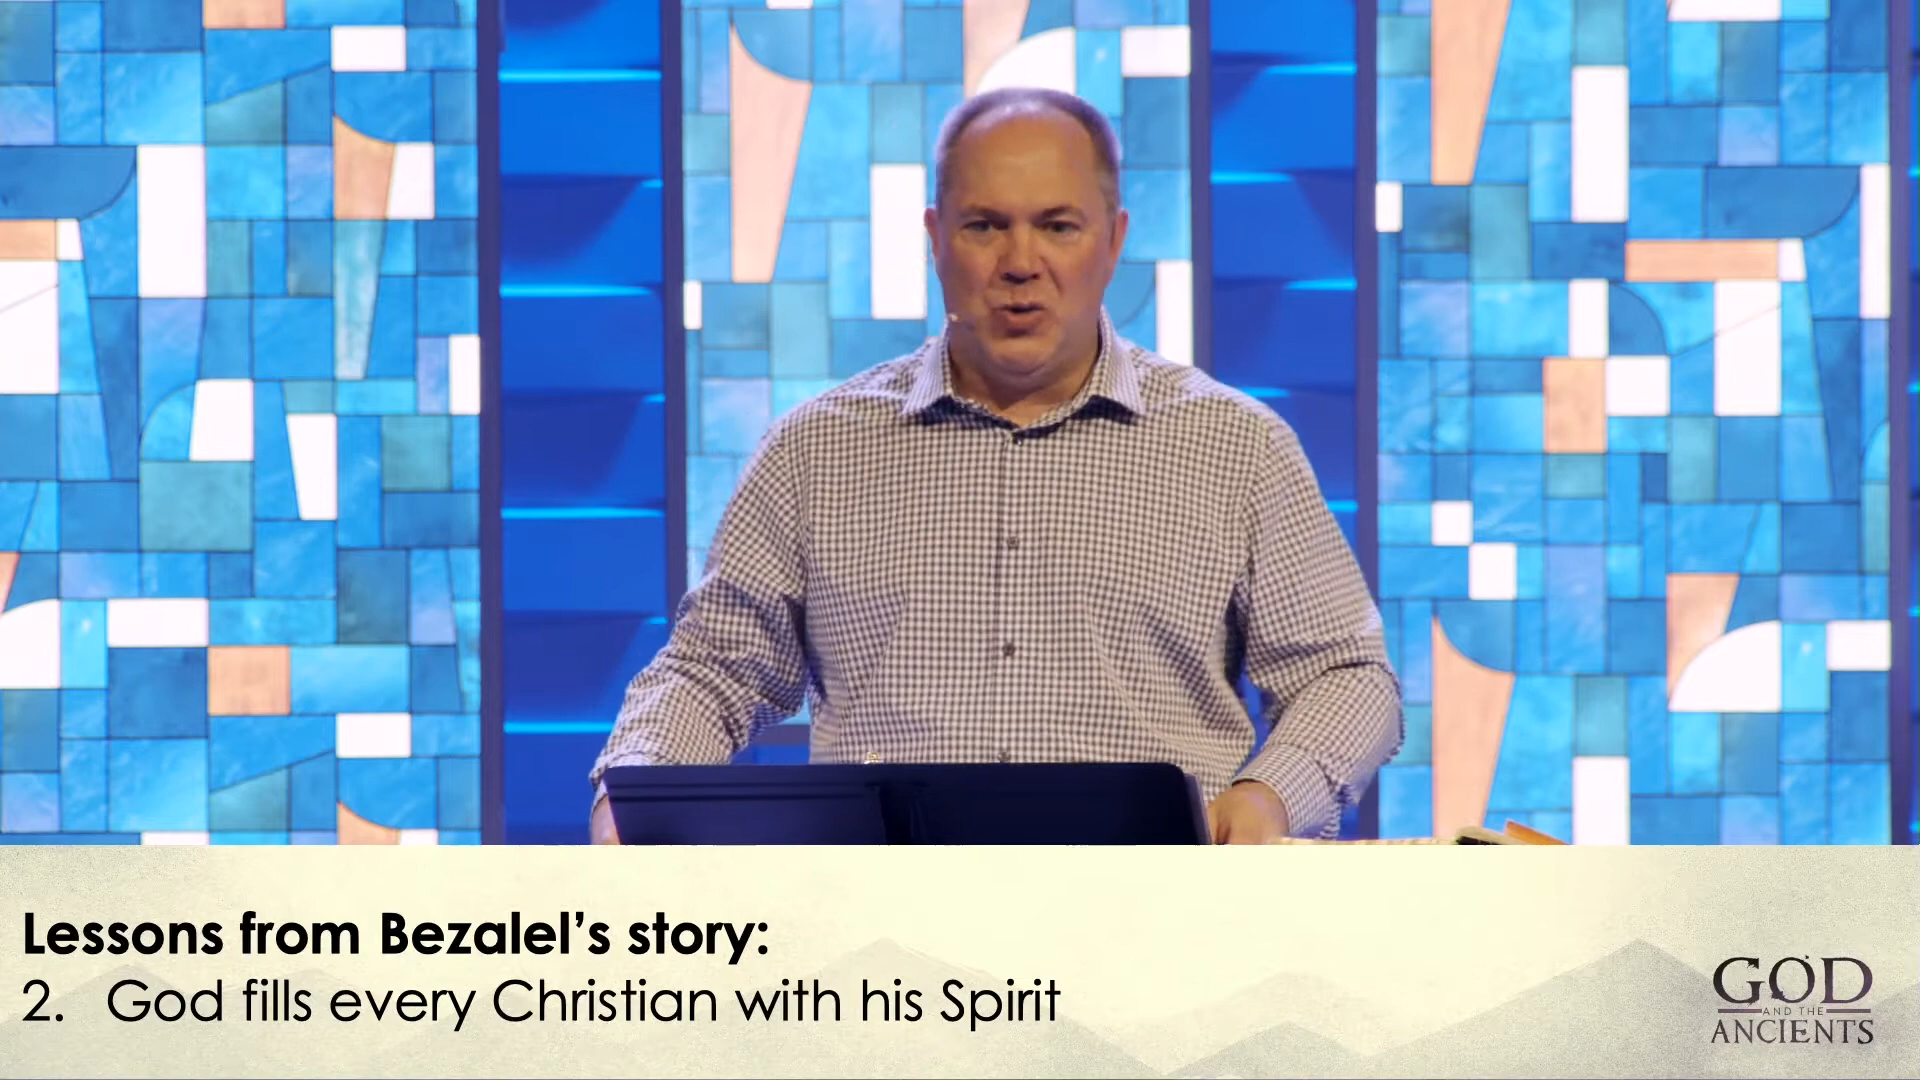 Lessons from Bezalel’s story:
2. God fills every Christian with his Spirit
GOD
AND THE
ANCIENTS